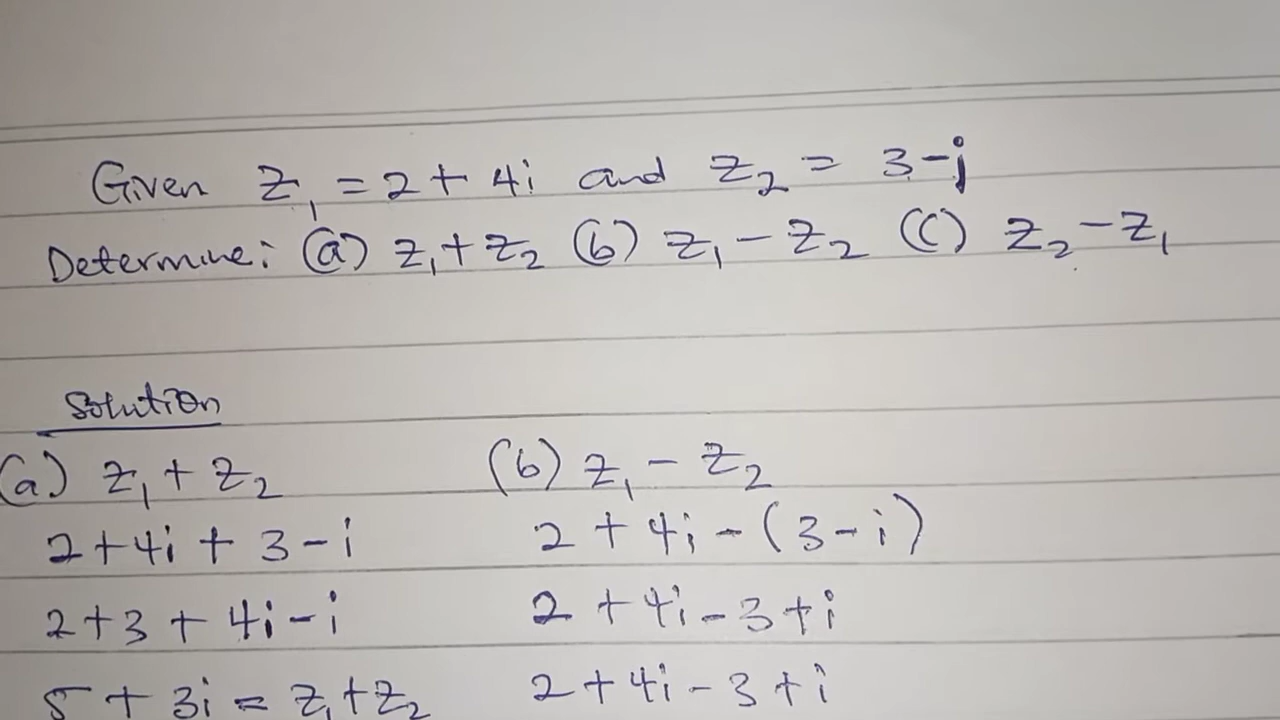 Given z₁ = 2 + 4i and z₂ = 3 - j
Determine: (a) z₁ + z₂ (b) z₁ - z₂ (c) z₂ - z₁
Solution
(a) z₁ + z₂
2 + 4i + 3 - i
2 + 3 + 4i - i
5 + 3i = z₁ + z₂
(b) z₁ - z₂
2 + 4i - (3 - i)
2 + 4i - 3 + i
2 + 4i - 3 + i